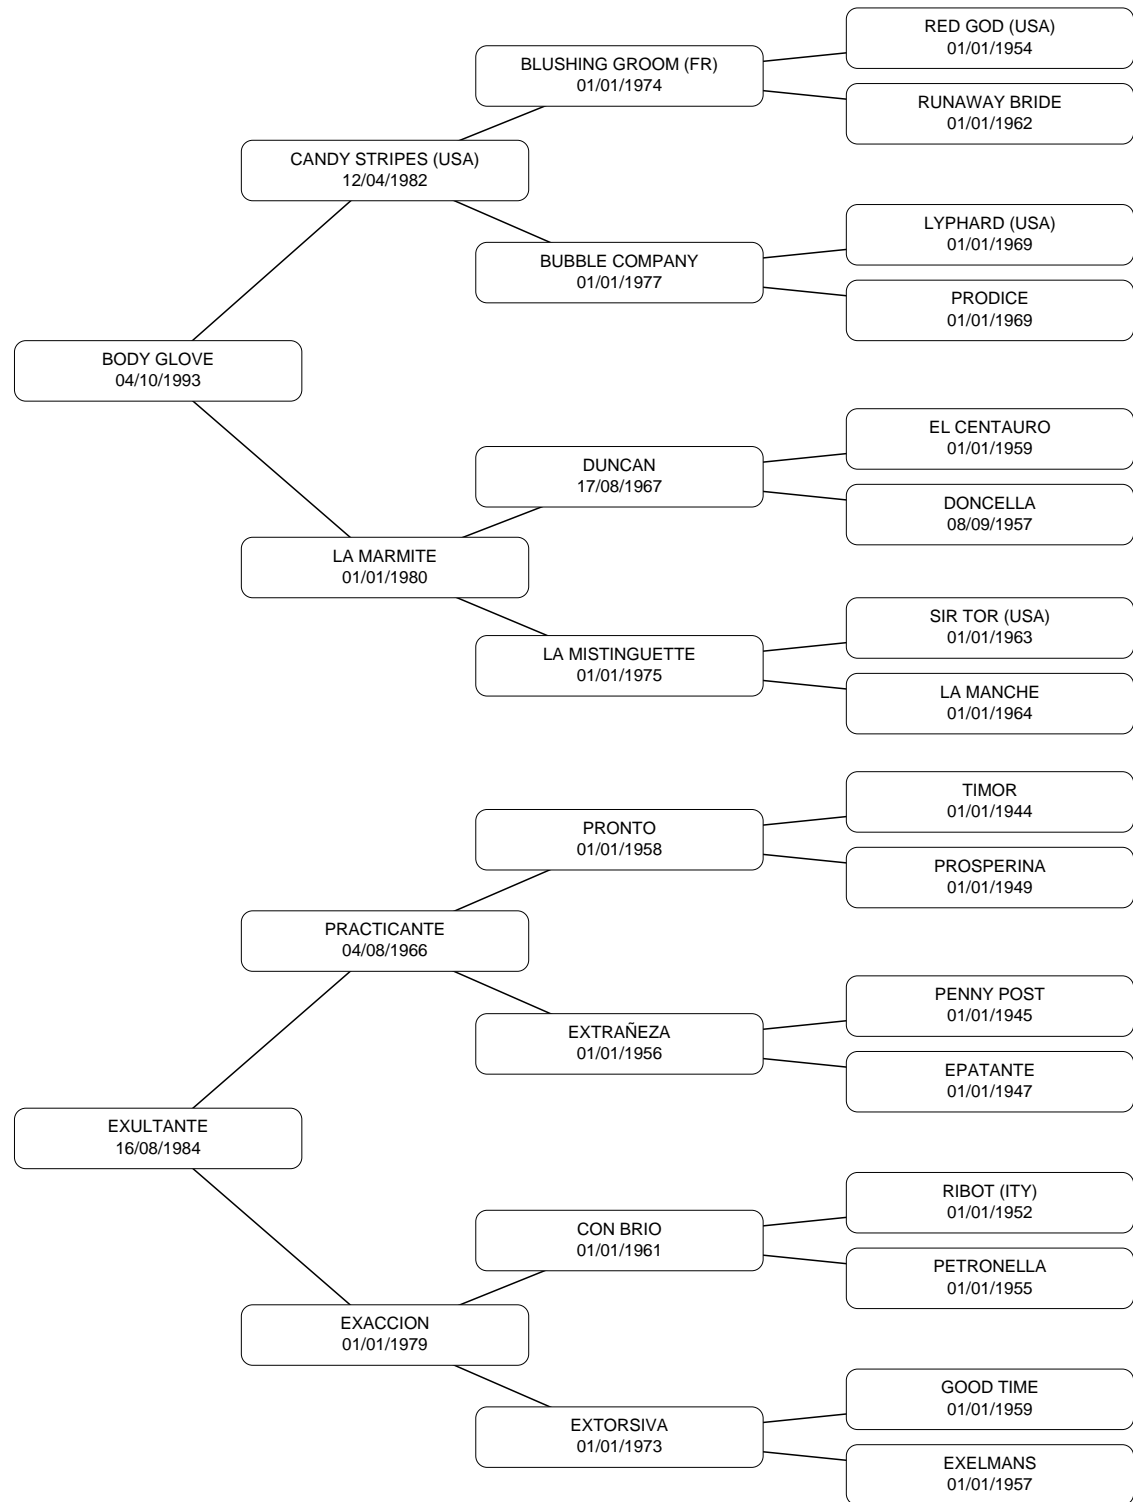 RED GOD (USA)
01/01/1954
BLUSHING GROOM (FR)
01/01/1974
RUNAWAY BRIDE
01/01/1962
CANDY STRIPES (USA)
12/04/1982
LYPHARD (USA)
01/01/1969
BUBBLE COMPANY
01/01/1977
PRODICE
01/01/1969
BODY GLOVE
04/10/1993
EL CENTAURO
01/01/1959
DUNCAN
17/08/1967
DONCELLA
08/09/1957
LA MARMITE
01/01/1980
SIR TOR (USA)
01/01/1963
LA MISTINGUETTE
01/01/1975
LA MANCHE
01/01/1964
TIMOR
01/01/1944
PRONTO
01/01/1958
PROSPERINA
01/01/1949
PRACTICANTE
04/08/1966
PENNY POST
01/01/1945
EXTRAÑEZA
01/01/1956
EPATANTE
01/01/1947
EXULTANTE
16/08/1984
RIBOT (ITY)
01/01/1952
CON BRIO
01/01/1961
PETRONELLA
01/01/1955
EXACCION
01/01/1979
GOOD TIME
01/01/1959
EXTORSIVA
01/01/1973
EXELMANS
01/01/1957